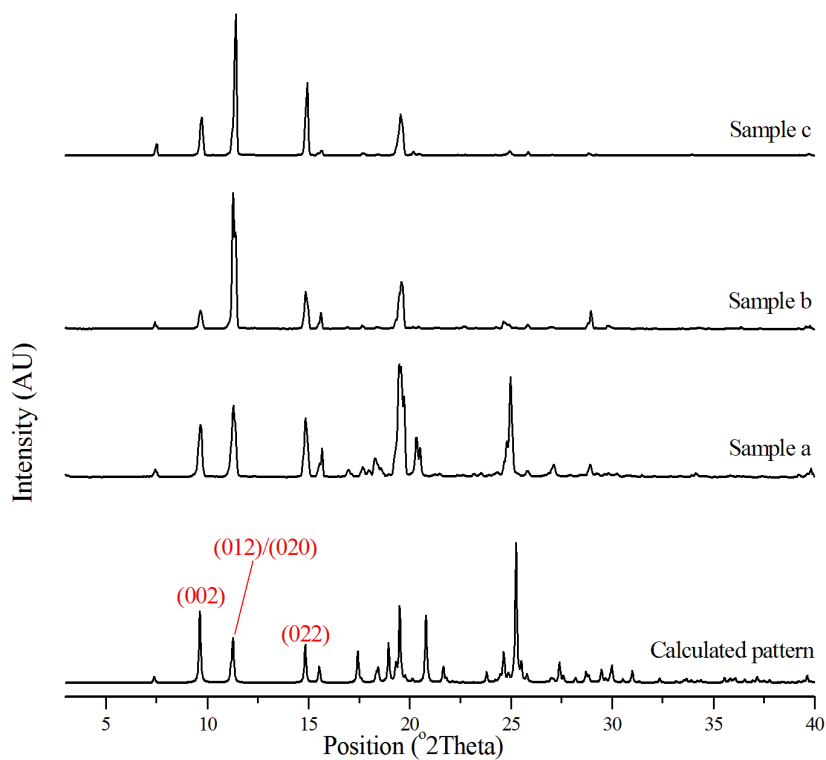 Sample c
Sample b
Sample a
Intensity (AU)
(012)/(020)
(002)
(022)
Calculated pattern
5 10 15 20 25 30 35 40
Position (°2Theta)